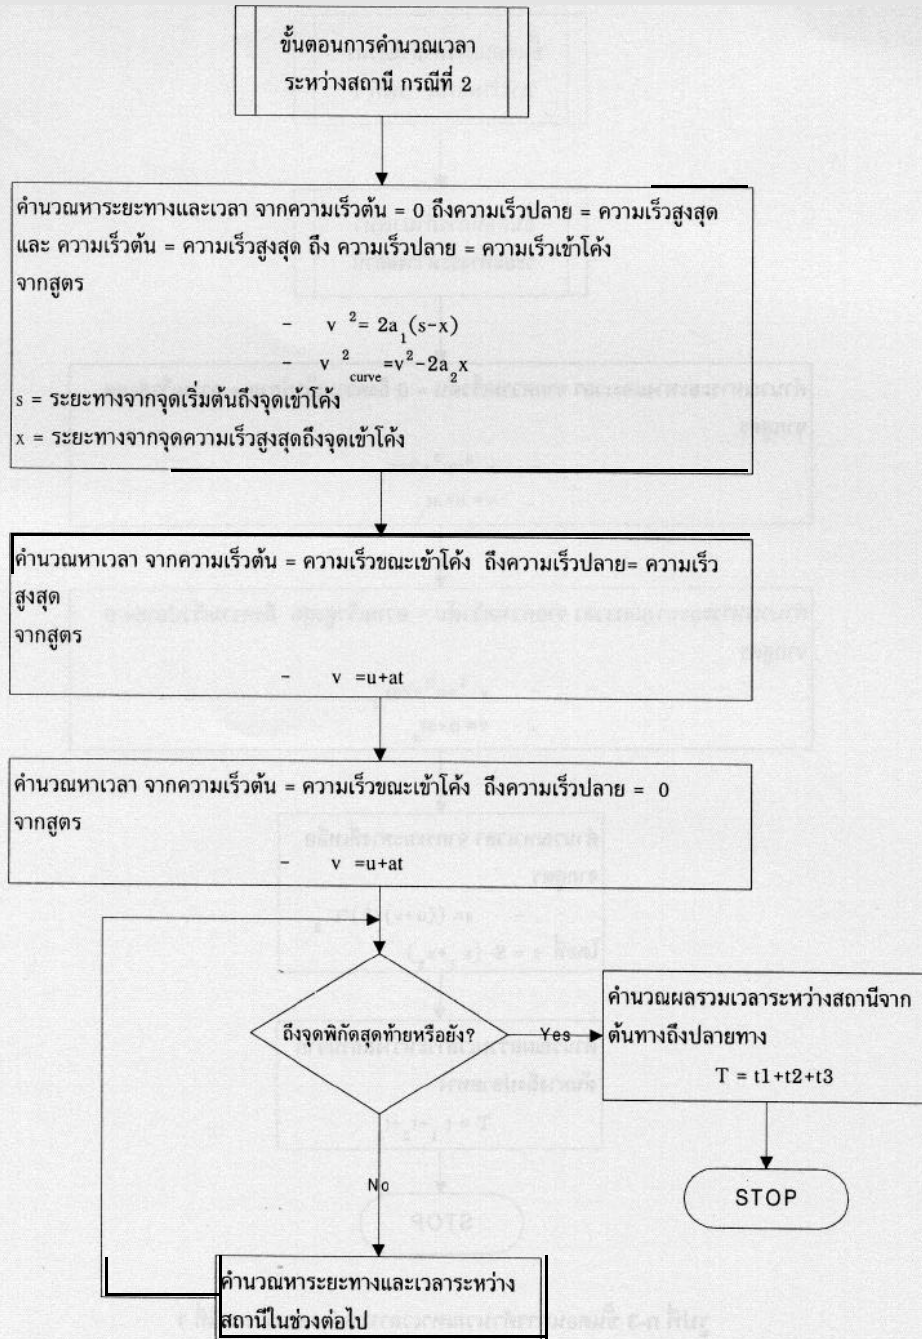 ขั้นตอนการคำนวณเวลา
ระหว่างสถานี กรณีที่ 2
คำนวณหาระยะทางและเวลา จากความเร็วต้น = 0 ถึงความเร็วปลาย = ความเร็วสูงสุด
และ ความเร็วต้น = ความเร็วสูงสุด ถึง ความเร็วปลาย = ความเร็วเข้าโค้ง
จากสูตร
- v ²= 2a₁(s-x)
- v ²curve=v²-2a₂x
s = ระยะทางจากจุดเริ่มต้นถึงจุดเข้าโค้ง
x = ระยะทางจากจุดความเร็วสูงสุดถึงจุดเข้าโค้ง
คำนวณหาเวลา จากความเร็วต้น = ความเร็วขณะเข้าโค้ง ถึงความเร็วปลาย= ความเร็ว
สูงสุด
จากสูตร
- v =u+at
คำนวณหาเวลา จากความเร็วต้น = ความเร็วขณะเข้าโค้ง ถึงความเร็วปลาย = 0
จากสูตร
- v =u+at
ถึงจุดพิกัดสุดท้ายหรือยัง?
Yes
คำนวณผลรวมเวลาระหว่างสถานีจาก
ต้นทางถึงปลายทาง
T = t1+t2+t3
STOP
No
คำนวณหาระยะทางและเวลาระหว่าง
สถานีในช่วงต่อไป